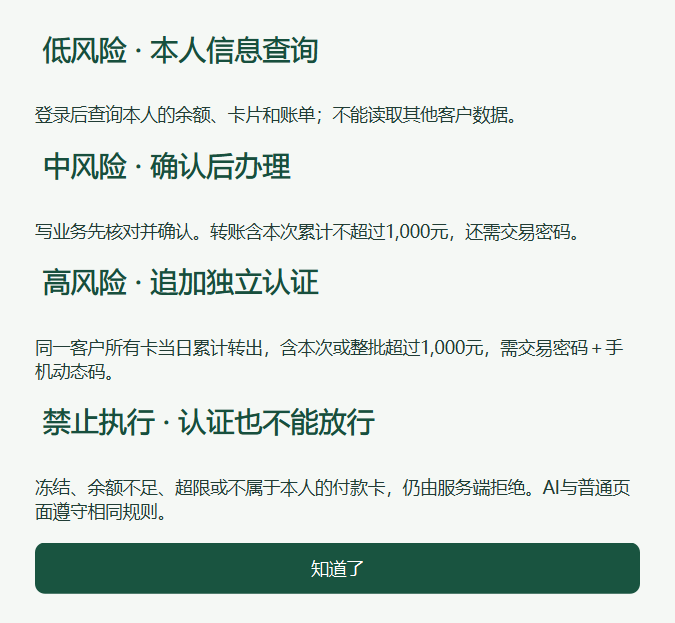 低风险 · 本人信息查询
登录后查询本人的余额、卡片和账单；不能读取其他客户数据。
中风险 · 确认后办理
写业务先核对并确认。转账含本次累计不超过1,000元，还需交易密码。
高风险 · 追加独立认证
同一客户所有卡当日累计转出，含本次或整批超过1,000元，需交易密码＋手
机动态码。
禁止执行 · 认证也不能放行
冻结、余额不足、超限或不属于本人的付款卡，仍由服务端拒绝。AI与普通页
面遵守相同规则。
知道了